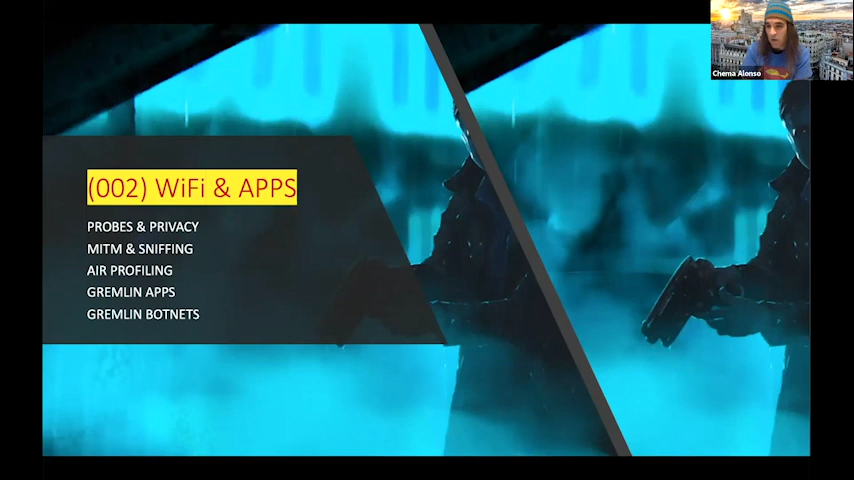 Chema Alonso
(002) WiFi & APPS
PROBES & PRIVACY
MITM & SNIFFING
AIR PROFILING
GREMLIN APPS
GREMLIN BOTNETS